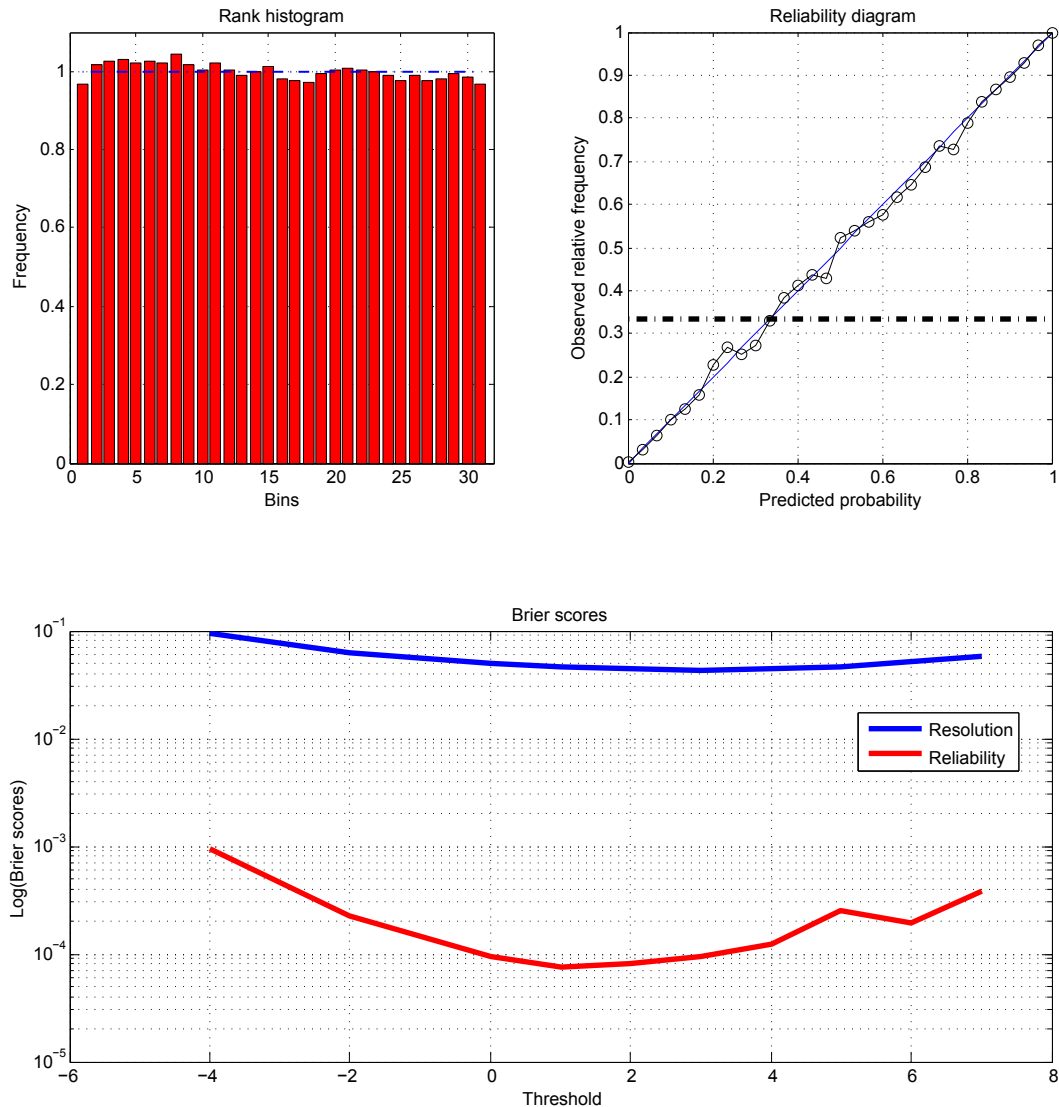 Rank histogram
1
0.8
0.6
0.4
0.2
0
Frequency
0 5 10 15 20 25 30
Bins
Reliability diagram
1
0.9
0.8
0.7
0.6
0.5
0.4
0.3
0.2
0.1
0
Observed relative frequency
0 0.2 0.4 0.6 0.8 1
Predicted probability
Brier scores
10⁻¹
10⁻²
10⁻³
10⁻⁴
10⁻⁵
Log(Brier scores)
Resolution
Reliability
−6 −4 −2 0 2 4 6 8
Threshold